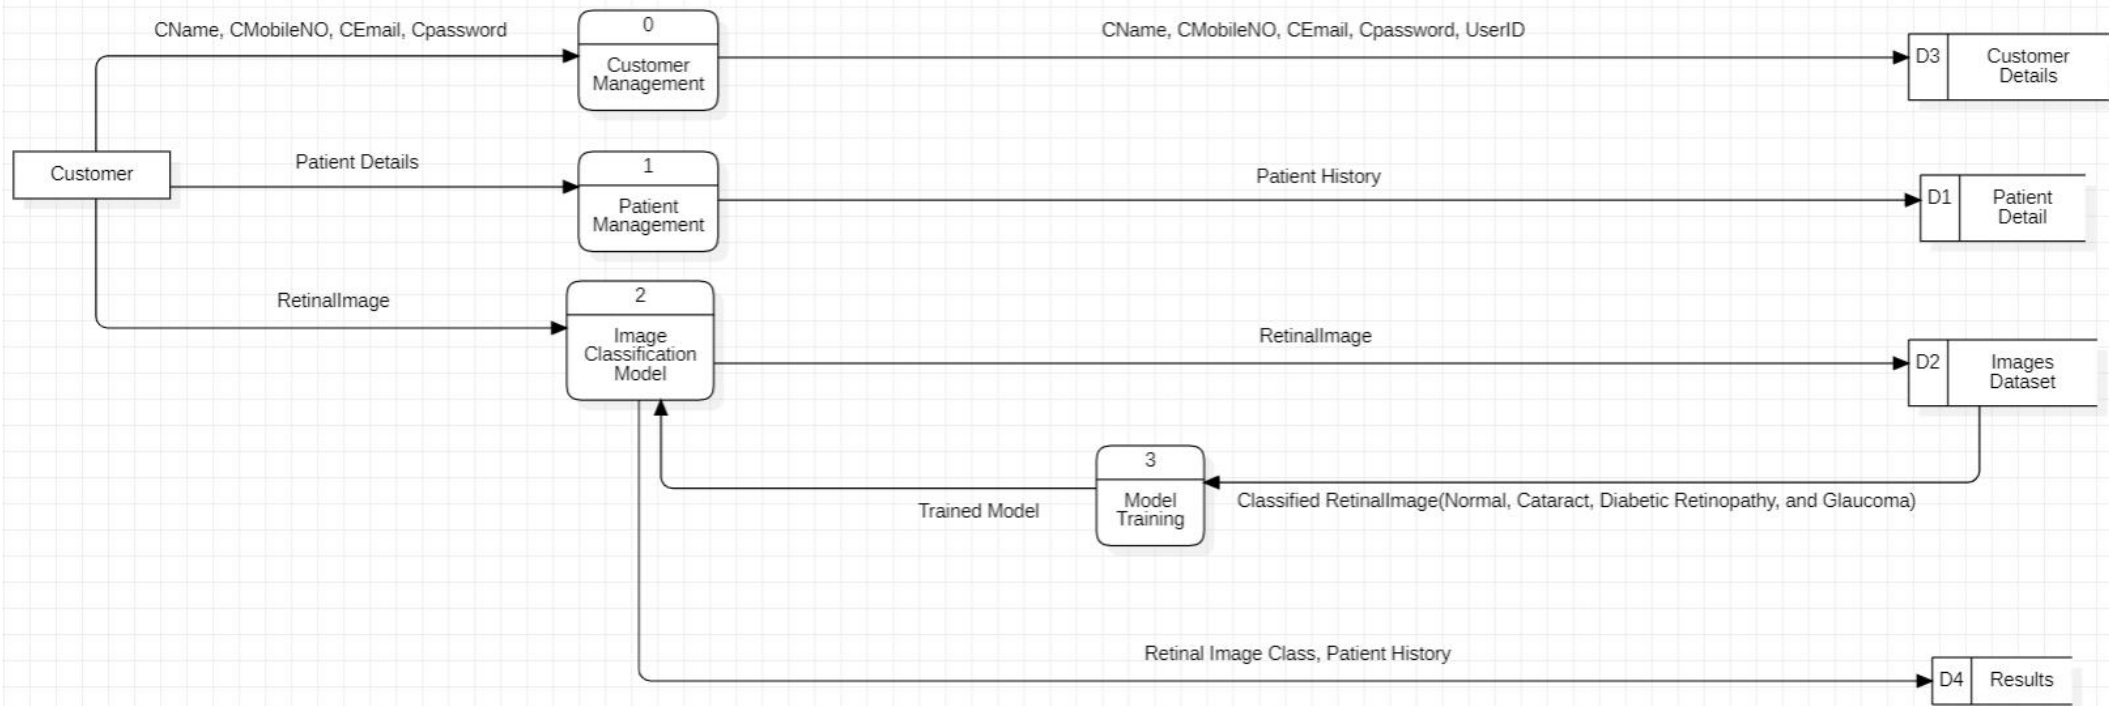 CName, CMobileNO, CEmail, Cpassword
0
Customer
Management
CName, CMobileNO, CEmail, Cpassword, UserID
D3
Customer
Details
Customer
Patient Details
1
Patient
Management
Patient History
D1
Patient
Detail
RetinalImage
2
Image
Classification
Model
RetinalImage
D2
Images
Dataset
Trained Model
3
Model
Training
Classified RetinalImage(Normal, Cataract, Diabetic Retinopathy, and Glaucoma)
Retinal Image Class, Patient History
D4
Results